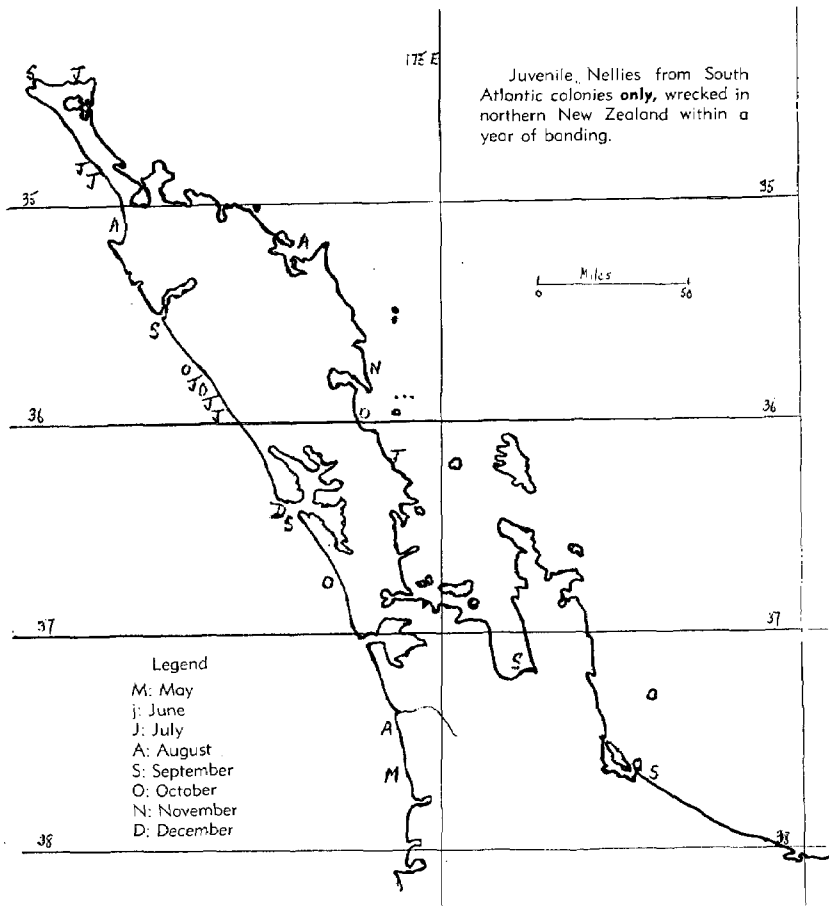 175 E
Juvenile Nellies from South
Atlantic colonies only, wrecked in
northern New Zealand within a
year of banding.
S J
J
J
35 35
A
A
Miles
0 50
S
N
O J O J J
D
36 36
J
D
S
O
37 37
S
Legend
M: May
j: June
J: July
A: August
S: September
O: October
N: November
D: December
A
M
S
38 38